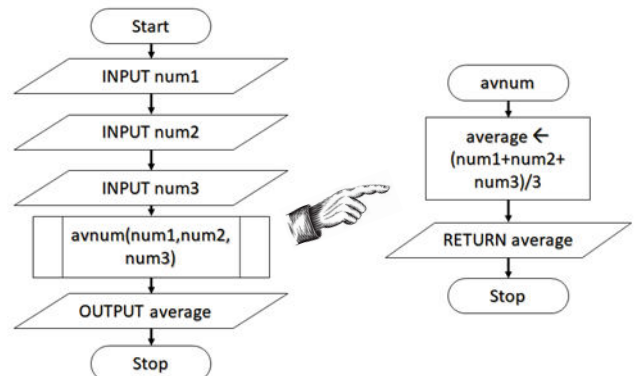 Start
INPUT num1
INPUT num2
INPUT num3
avnum(num1,num2,
num3)
OUTPUT average
Stop
avnum
average ←
(num1+num2+
num3)/3
RETURN average
Stop